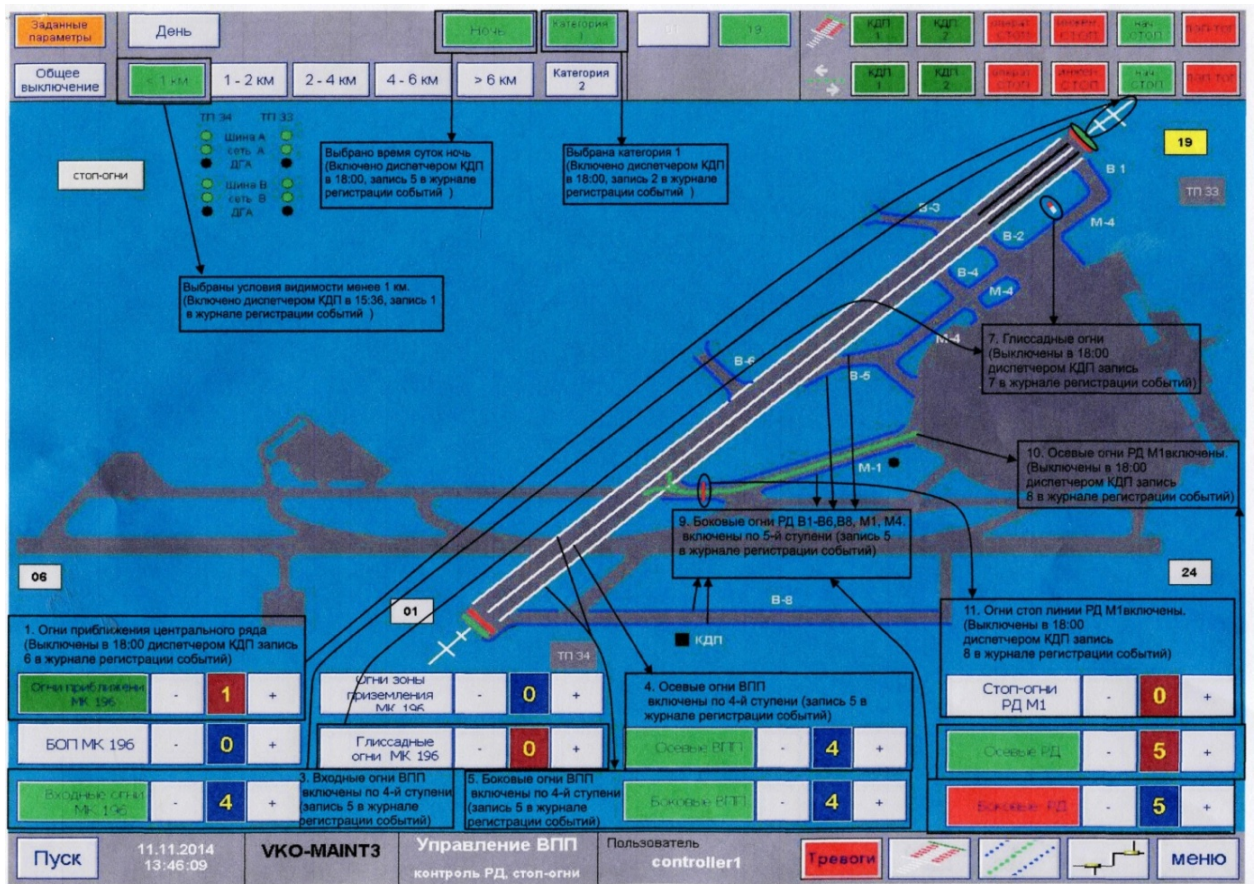 Заданные
параметры
День
Ночь
Категория
1
19
КДП
1
КДП
2
СТОП
СТОП
нач.
СТОП
Общее
выключение
< 1 км
1 - 2 км
2 - 4 км
4 - 6 км
> 6 км
Категория
2
КДП
1
КДП
2
СТОП
СТОП
нач.
СТОП
ТП 34
ТП 33
Шина А
сеть А
ДГА
Шина В
сеть В
ДГА
стоп-огни
Выбрано время суток ночь
(Включено диспетчером КДП
в 18:00, запись 5 в журнале
регистрации событий )
Выбрана категория 1
(Включено диспетчером КДП
в 18:00, запись 2 в журнале
регистрации событий )
19
В 1
ТП 33
В-3
М-4
В-2
В-4
М-4
М-4
Выбраны условия видимости менее 1 км.
(Включено диспетчером КДП в 15:36, запись 1
в журнале регистрации событий )
В-6
В-5
7. Глиссадные огни
(Выключены в 18:00
диспетчером КДП запись
7 в журнале регистрации событий)
М-1
10. Осевые огни РД М1включены.
(Выключены в 18:00
диспетчером КДП запись
8 в журнале регистрации событий)
9. Боковые огни РД В1-В6,В8, М1, М4.
включены по 5-й ступени (запись 5
в журнале регистрации событий)
06
24
01
В-8
КДП
ТП 34
1. Огни приближения центрального ряда
(Выключены в 18:00 диспетчером КДП запись
6 в журнале регистрации событий)
11. Огни стоп линии РД М1включены.
(Выключены в 18:00
диспетчером КДП запись
8 в журнале регистрации событий)
4. Осевые огни ВПП
включены по 4-й ступени (запись 5 в
журнале регистрации событий)
Огни приближени
МК 196
- 1 +
Огни зоны
приземления
МК 196
- 0 +
Стоп-огни
РД М1
- 0 +
БОП МК 196
- 0 +
Глиссадные
огни МК 196
- 0 +
Осевые ВПП
- 4 +
Осевые РД
- 5 +
Входные огни
МК 196
- 4 +
3. Входные огни ВПП
включены по 4-й ступени
(запись 5 в журнале
регистрации событий)
5. Боковые огни ВПП
включены по 4-й ступени
(запись 5 в журнале
регистрации событий)
Боковые ВПП
- 4 +
Боковые РД
- 5 +
Пуск
11.11.2014
13:46:09
VKO-MAINT3
Управление ВПП
контроль РД, стоп-огни
Пользователь
controller1
Тревоги
меню